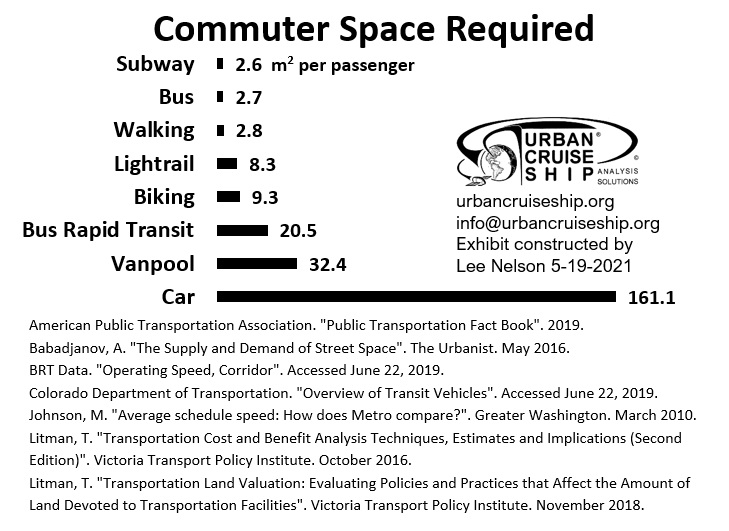 Commuter Space Required
Subway 2.6 m² per passenger
Bus 2.7
Walking 2.8
Lightrail 8.3
Biking 9.3
Bus Rapid Transit 20.5
Vanpool 32.4
Car 161.1
URBAN®
CRUISE
SHIP ©
ANALYSIS
SOLUTIONS
urbancruiseship.org
info@urbancruiseship.org
Exhibit constructed by
Lee Nelson 5-19-2021
American Public Transportation Association. "Public Transportation Fact Book". 2019.
Babadjanov, A. "The Supply and Demand of Street Space". The Urbanist. May 2016.
BRT Data. "Operating Speed, Corridor". Accessed June 22, 2019.
Colorado Department of Transportation. "Overview of Transit Vehicles". Accessed June 22, 2019.
Johnson, M. "Average schedule speed: How does Metro compare?". Greater Washington. March 2010.
Litman, T. "Transportation Cost and Benefit Analysis Techniques, Estimates and Implications (Second
Edition)". Victoria Transport Policy Institute. October 2016.
Litman, T. "Transportation Land Valuation: Evaluating Policies and Practices that Affect the Amount of
Land Devoted to Transportation Facilities". Victoria Transport Policy Institute. November 2018.